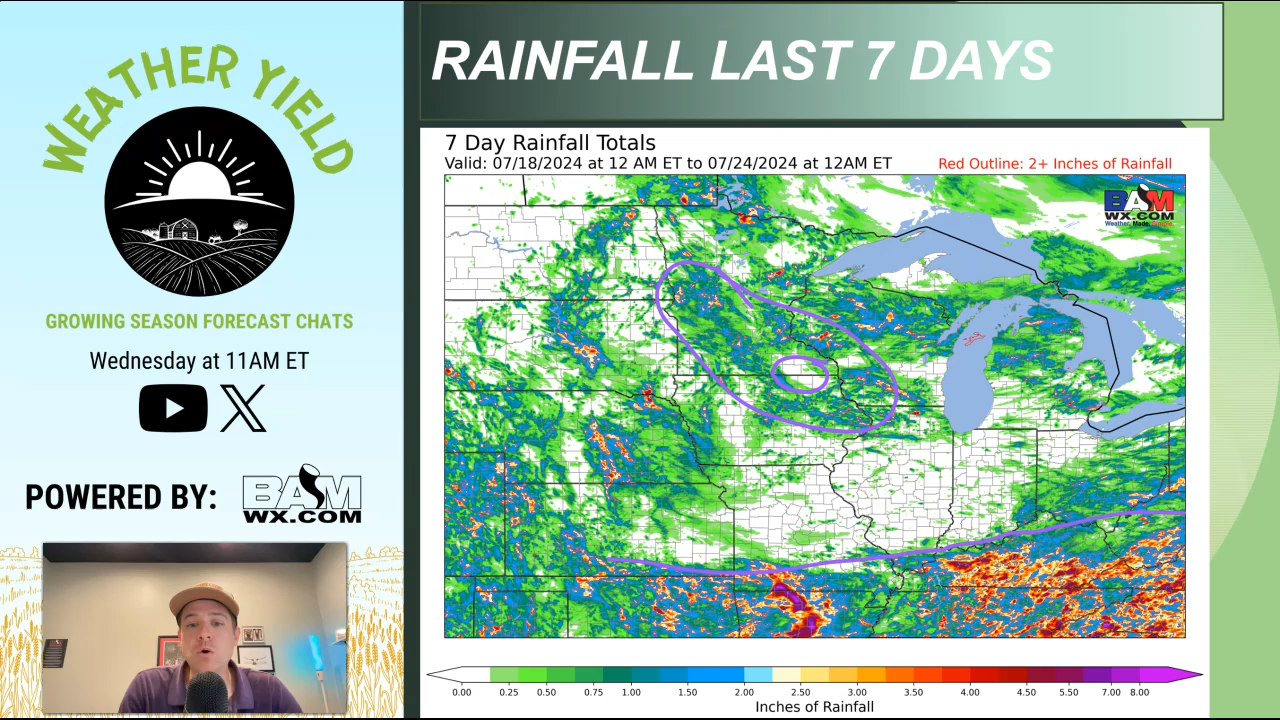 WEATHER YIELD
GROWING SEASON FORECAST CHATS
Wednesday at 11AM ET
POWERED BY:
BAM
WX.COM
RAINFALL LAST 7 DAYS
7 Day Rainfall Totals
Valid: 07/18/2024 at 12 AM ET to 07/24/2024 at 12AM ET
Red Outline: 2+ Inches of Rainfall
BAM
WX.COM
Weather. Made. Simple.
0.00 0.25 0.50 0.75 1.00 1.50 2.00 2.50 3.00 3.50 4.00 4.50 5.50 7.00 8.00
Inches of Rainfall